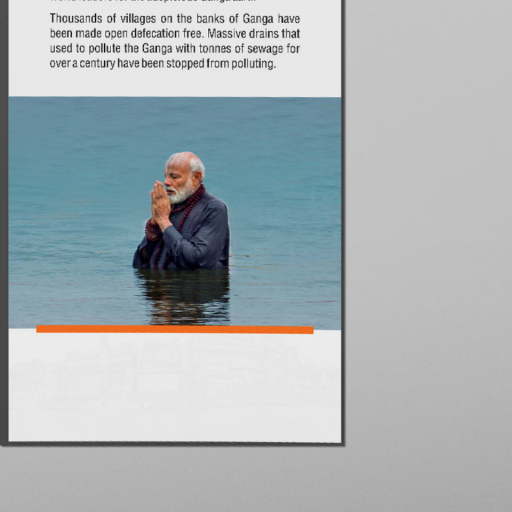 Thousands of villages on the banks of Ganga have
been made open defecation free. Massive drains that
used to pollute the Ganga with tonnes of sewage for
over a century have been stopped from polluting.